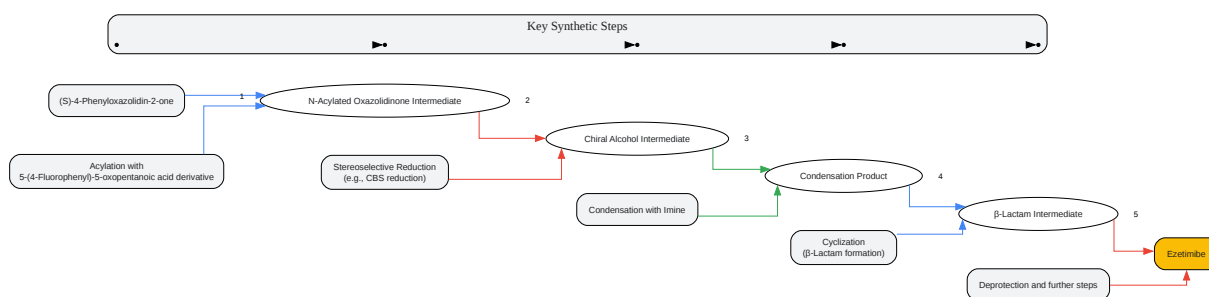 Key Synthetic Steps
(S)-4-Phenyloxazolidin-2-one
1
N-Acylated Oxazolidinone Intermediate
2
Acylation with
5-(4-Fluorophenyl)-5-oxopentanoic acid derivative
Chiral Alcohol Intermediate
3
Stereoselective Reduction
(e.g., CBS reduction)
Condensation Product
4
Condensation with Imine
β-Lactam Intermediate
5
Cyclization
(β-Lactam formation)
Ezetimibe
Deprotection and further steps